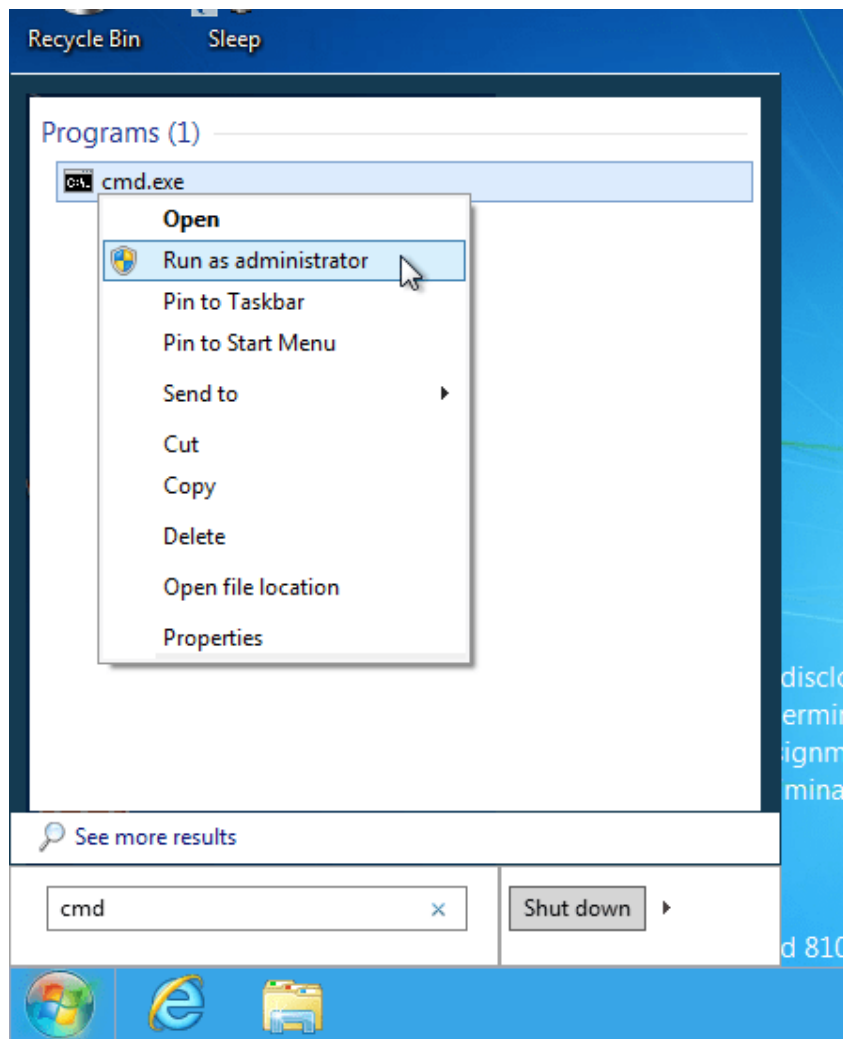 Recycle Bin Sleep
Programs (1)
C:\.
cmd.exe
Open
Run as administrator
Pin to Taskbar
Pin to Start Menu
Send to
Cut
Copy
Delete
Open file location
Properties
See more results
cmd
Shut down
d 810